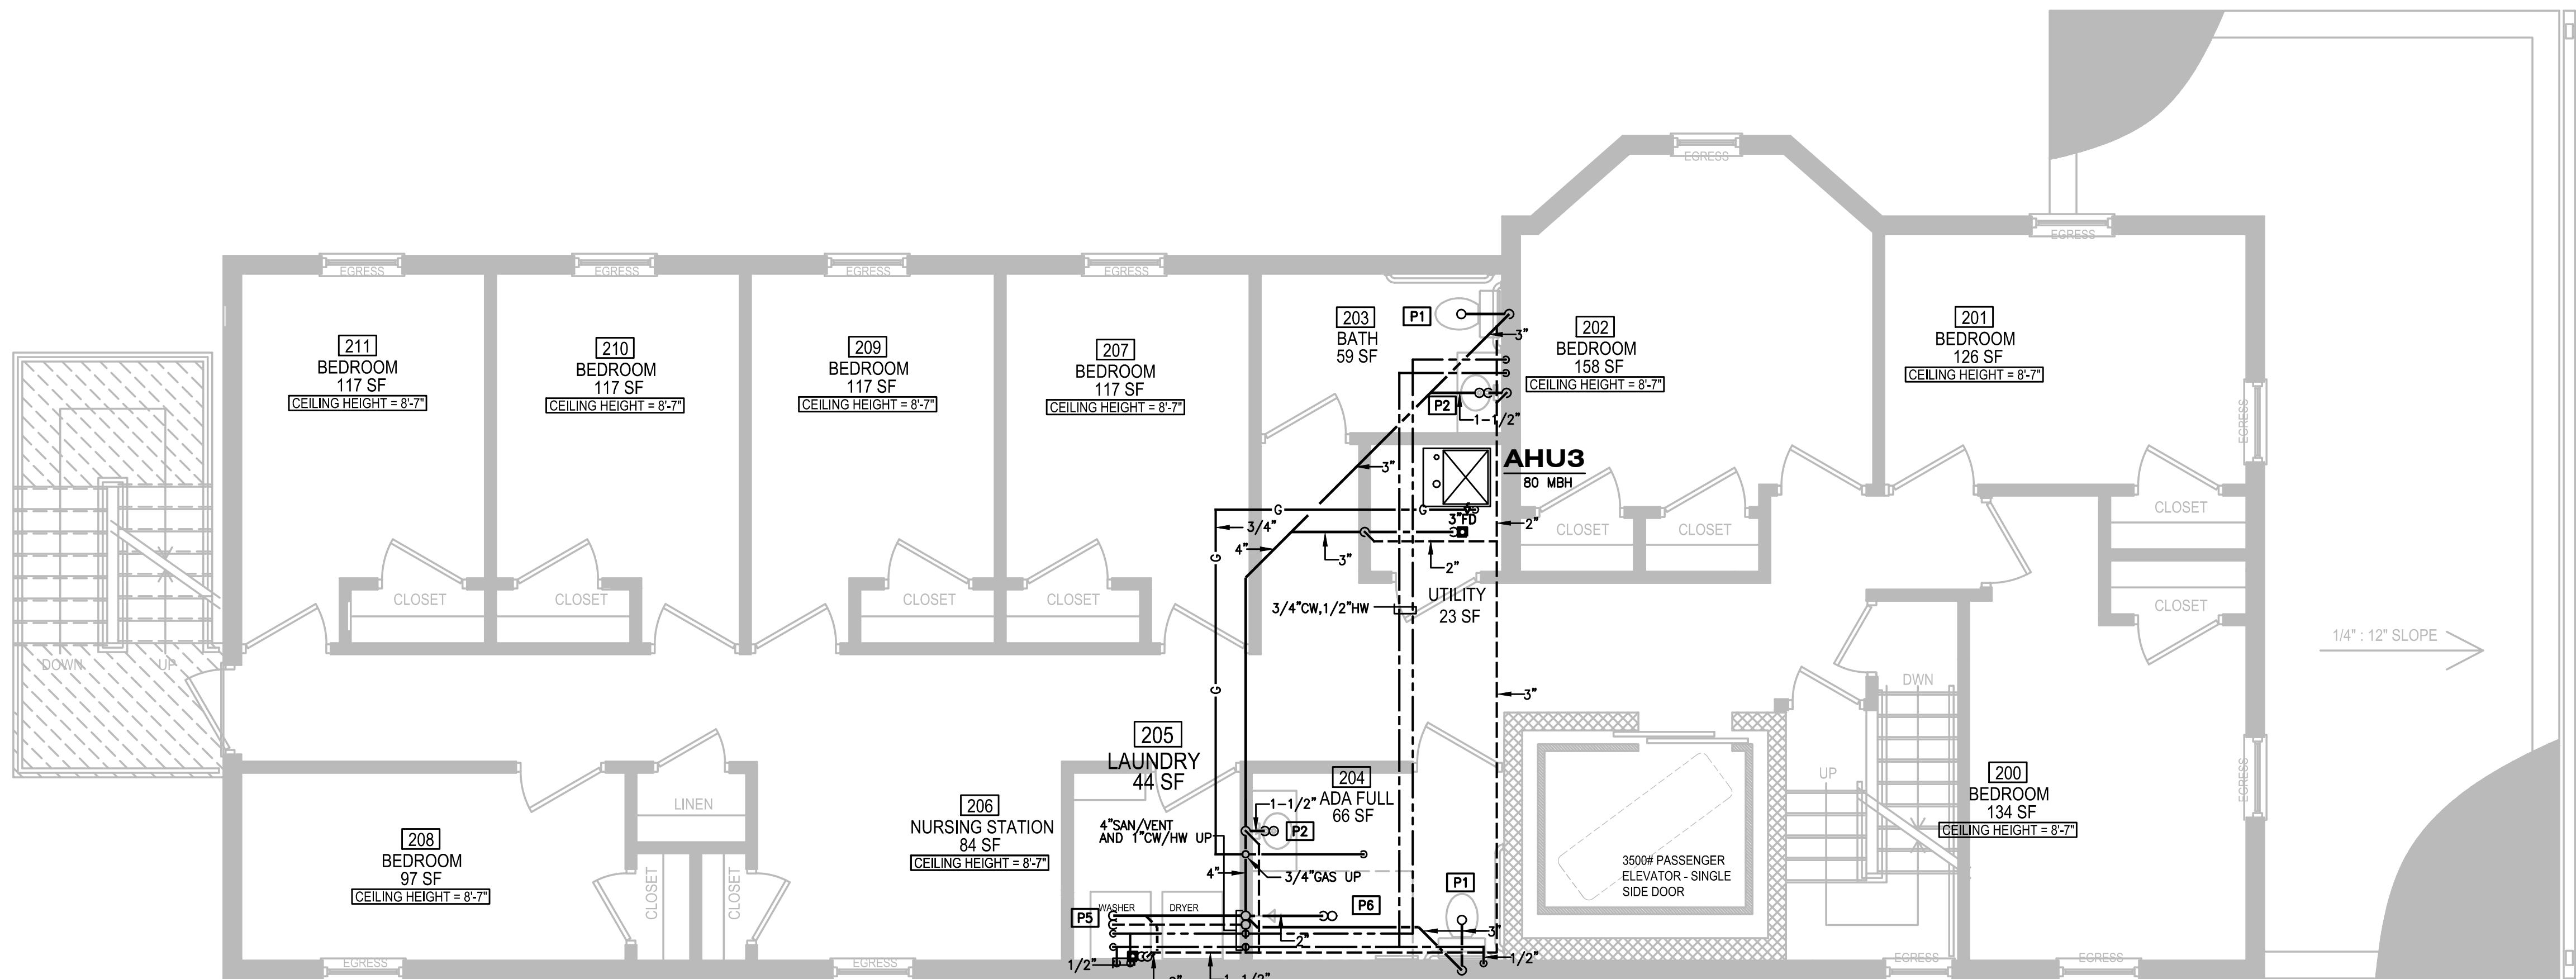 EGRESS
EGRESS
EGRESS
EGRESS
EGRESS
EGRESS
211
BEDROOM
117 SF
CEILING HEIGHT = 8'-7"
210
BEDROOM
117 SF
CEILING HEIGHT = 8'-7"
209
BEDROOM
117 SF
CEILING HEIGHT = 8'-7"
207
BEDROOM
117 SF
CEILING HEIGHT = 8'-7"
203
BATH
59 SF
P1
3"
202
BEDROOM
158 SF
CEILING HEIGHT = 8'-7"
201
BEDROOM
126 SF
CEILING HEIGHT = 8'-7"
P2
1-1/2"
EGRESS
3"
AHU3
80 MBH
G
G
3"FD
3/4"
4"
3"
2"
2"
G
G
CLOSET
CLOSET
CLOSET
CLOSET
CLOSET
CLOSET
CLOSET
CLOSET
UTILITY
23 SF
3/4"CW,1/2"HW
DOWN
UP
1/4" : 12" SLOPE
3"
DWN
UP
205
LAUNDRY
44 SF
204
ADA FULL
66 SF
1-1/2"
P2
4"SAN/VENT
AND 1"CW/HW UP
4"
3/4"GAS UP
LINEN
CLOSET
CLOSET
206
NURSING STATION
84 SF
CEILING HEIGHT = 8'-7"
208
BEDROOM
97 SF
CEILING HEIGHT = 8'-7"
200
BEDROOM
134 SF
CEILING HEIGHT = 8'-7"
EGRESS
3500# PASSENGER
ELEVATOR - SINGLE
SIDE DOOR
P1
P5
WASHER
DRYER
P6
2"
3"
1/2"
1/2"
1-1/2"
EGRESS
EGRESS
EGRESS
EGRESS